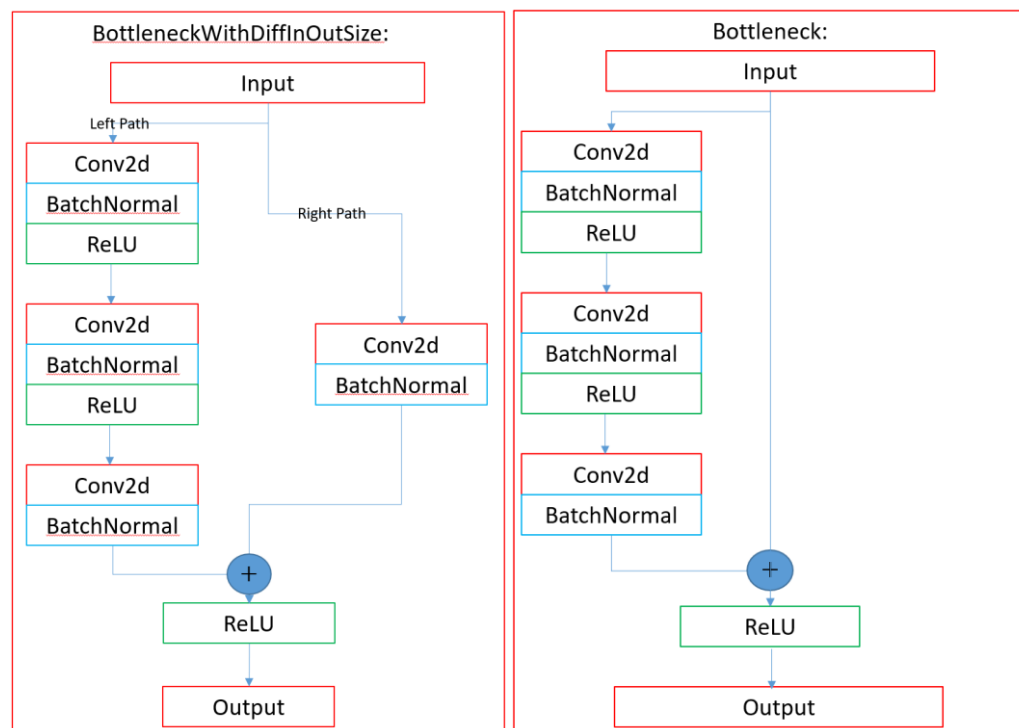 BottleneckWithDiffInOutSize:
Input
Left Path
Conv2d
BatchNormal
ReLU
Right Path
Conv2d
BatchNormal
ReLU
Conv2d
BatchNormal
Conv2d
BatchNormal
+
ReLU
Output
Bottleneck:
Input
Conv2d
BatchNormal
ReLU
Conv2d
BatchNormal
ReLU
Conv2d
BatchNormal
+
ReLU
Output